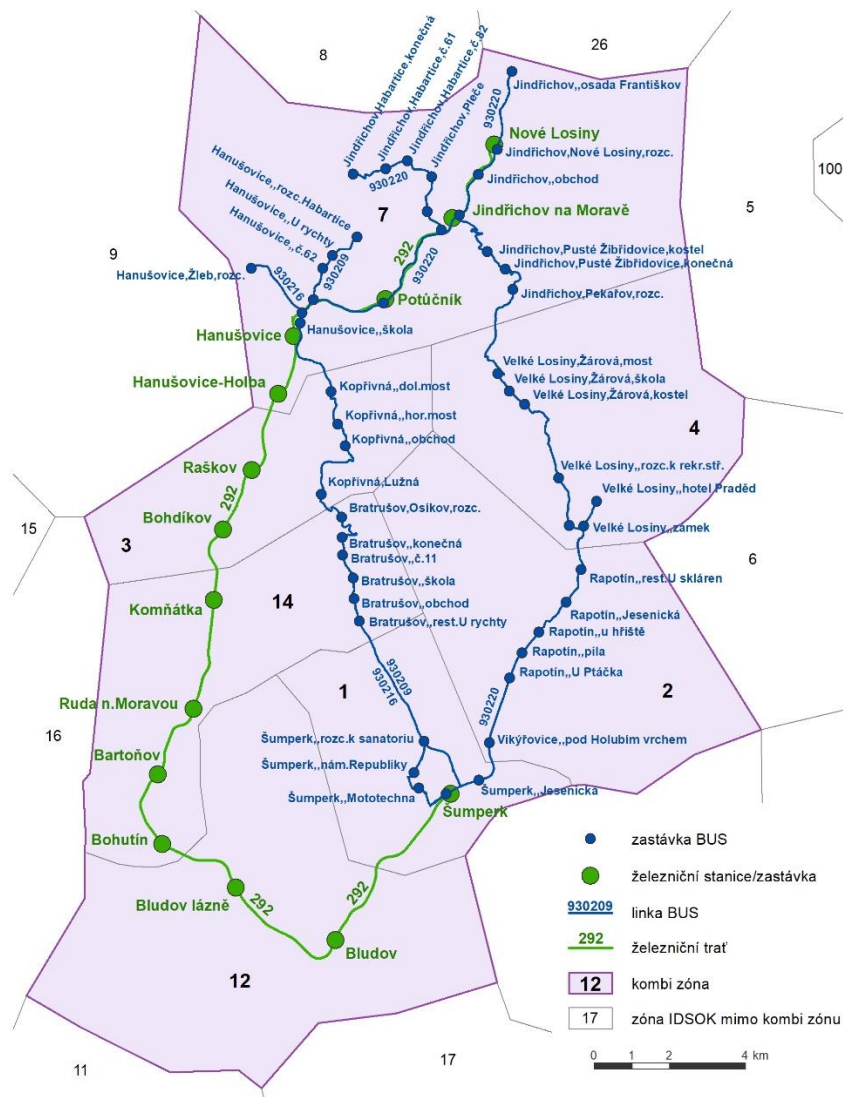 8
26
Jindřichov,Habartice,konečná
Jindřichov,Habartice,č.61
Jindřichov,Habartice,č.82
Jindřichov,Pleče
Jindřichov,,osada Františkov
930220
Nové Losiny
Jindřichov,Nové Losiny,rozc.
100
Hanušovice,,rozc.Habartice
Hanušovice,,U rychty
Hanušovice,,č.62
930220
Jindřichov,,obchod
7
Jindřichov na Moravě
5
9
292
930220
Jindřichov,Pusté Žibřidovice,kostel
Jindřichov,Pusté Žibřidovice,konečná
Hanušovice,Žleb,rozc.
930216
930209
Jindřichov,Pekařov,rozc.
Potůčník
Hanušovice,,škola
Hanušovice
Velké Losiny,Žárová,most
Velké Losiny,Žárová,škola
Velké Losiny,Žárová,kostel
Hanušovice-Holba
Kopřivná,,dol.most
Kopřivná,,hor.most
Kopřivná,,obchod
4
Raškov
292
Velké Losiny,,rozc.k rekr.stř.
Kopřivná,Lužná
Velké Losiny,,hotel Praděd
Bratrušov,Osikov,rozc.
15
Bohdíkov
Velké Losiny,,zámek
3
Bratrušov,,konečná
Bratrušov,,č.11
6
Rapotín,,rest.U skláren
Bratrušov,,škola
Komňátka
14
Bratrušov,,obchod
Rapotín,,Jesenická
Bratrušov,,rest.U rychty
Rapotín,,u hřiště
Rapotín,,pila
Rapotín,,U Ptáčka
930209
930216
1
2
Ruda n.Moravou
930220
16
Šumperk,,rozc.k sanatoriu
Vikýřovice,,pod Holubím vrchem
Bartoňov
Šumperk,,nám.Republiky
Šumperk,,Mototechna
Šumperk,,Jesenická
Šumperk
Bohutín
zastávka BUS
železniční stanice/zastávka
Bludov lázně
292
292
930209
linka BUS
Bludov
292
železniční trať
12
12
kombi zóna
17
zóna IDSOK mimo kombi zónu
11
17
0
1
2
4 km